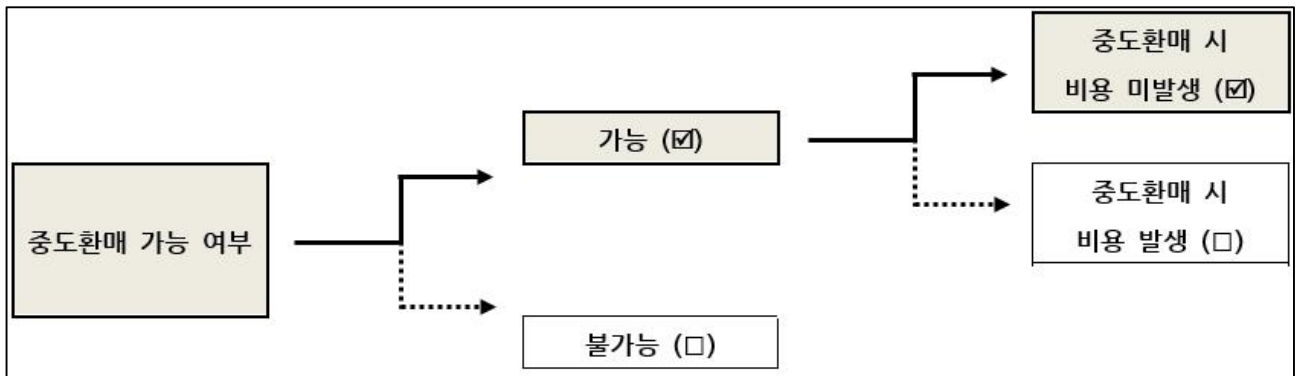 중도환매 가능 여부
가능 (☑)
불가능 (□)
중도환매 시
비용 미발생 (☑)
중도환매 시
비용 발생 (□)